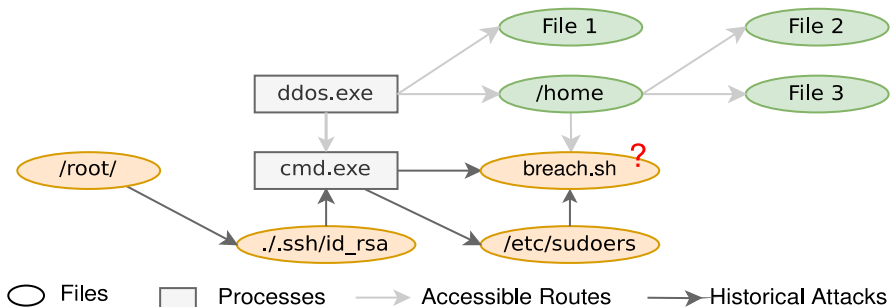 File 1
File 2
ddos.exe
/home
File 3
?
/root/
cmd.exe
breach.sh
./.ssh/id_rsa
/etc/sudoers
Files
Processes
Accessible Routes
Historical Attacks